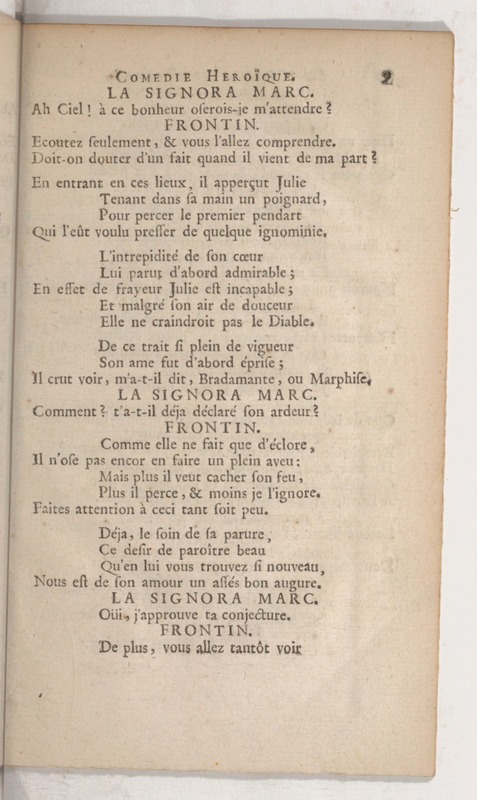 COMEDIE HEROÏQUE. 9
LA SIGNORA MARC.
Ah Ciel! à ce bonheur oſerois-je m'attendre?
FRONTIN.
Ecoutez ſeulement, & vous l'allez comprendre.
Doit-on douter d'un fait quand il vient de ma part?
En entrant en ces lieux, il apperçut Julie
Tenant dans ſa main un poignard,
Pour percer le premier pendart
Qui l'eût voulu preſſer de quelque ignominie.
L'intrepidité de ſon cœur
Lui parut d'abord admirable;
En effet de frayeur Julie eſt incapable;
Et malgré ſon air de douceur
Elle ne craindroit pas le Diable.
De ce trait ſi plein de vigueur
Son ame fut d'abord épriſe;
Il crut voir, m'a-t-il dit, Bradamante, ou Marphiſe.
LA SIGNORA MARC.
Comment? t'a-t-il déja déclaré ſon ardeur?
FRONTIN.
Comme elle ne fait que d'éclore,
Il n'oſe pas encor en faire un plein aveu:
Mais plus il veut cacher ſon feu,
Plus il perce, & moins je l'ignore.
Faites attention à ceci tant ſoit peu.
Déja, le ſoin de ſa parure,
Ce deſir de paroître beau
Qu'en lui vous trouvez ſi nouveau,
Nous eſt de ſon amour un aſſés bon augure.
LA SIGNORA MARC.
Oüi, j'approuve ta conjecture.
FRONTIN.
De plus, vous allez tantôt voir